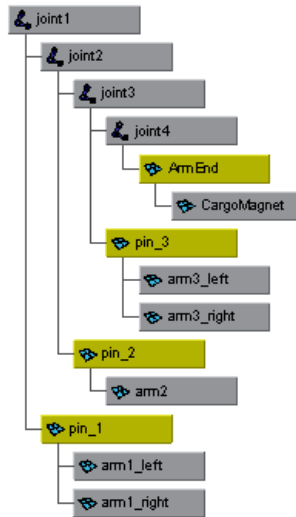 joint1
joint2
joint3
joint4
ArmEnd
CargoMagnet
pin_3
arm3_left
arm3_right
pin_2
arm2
pin_1
arm1_left
arm1_right